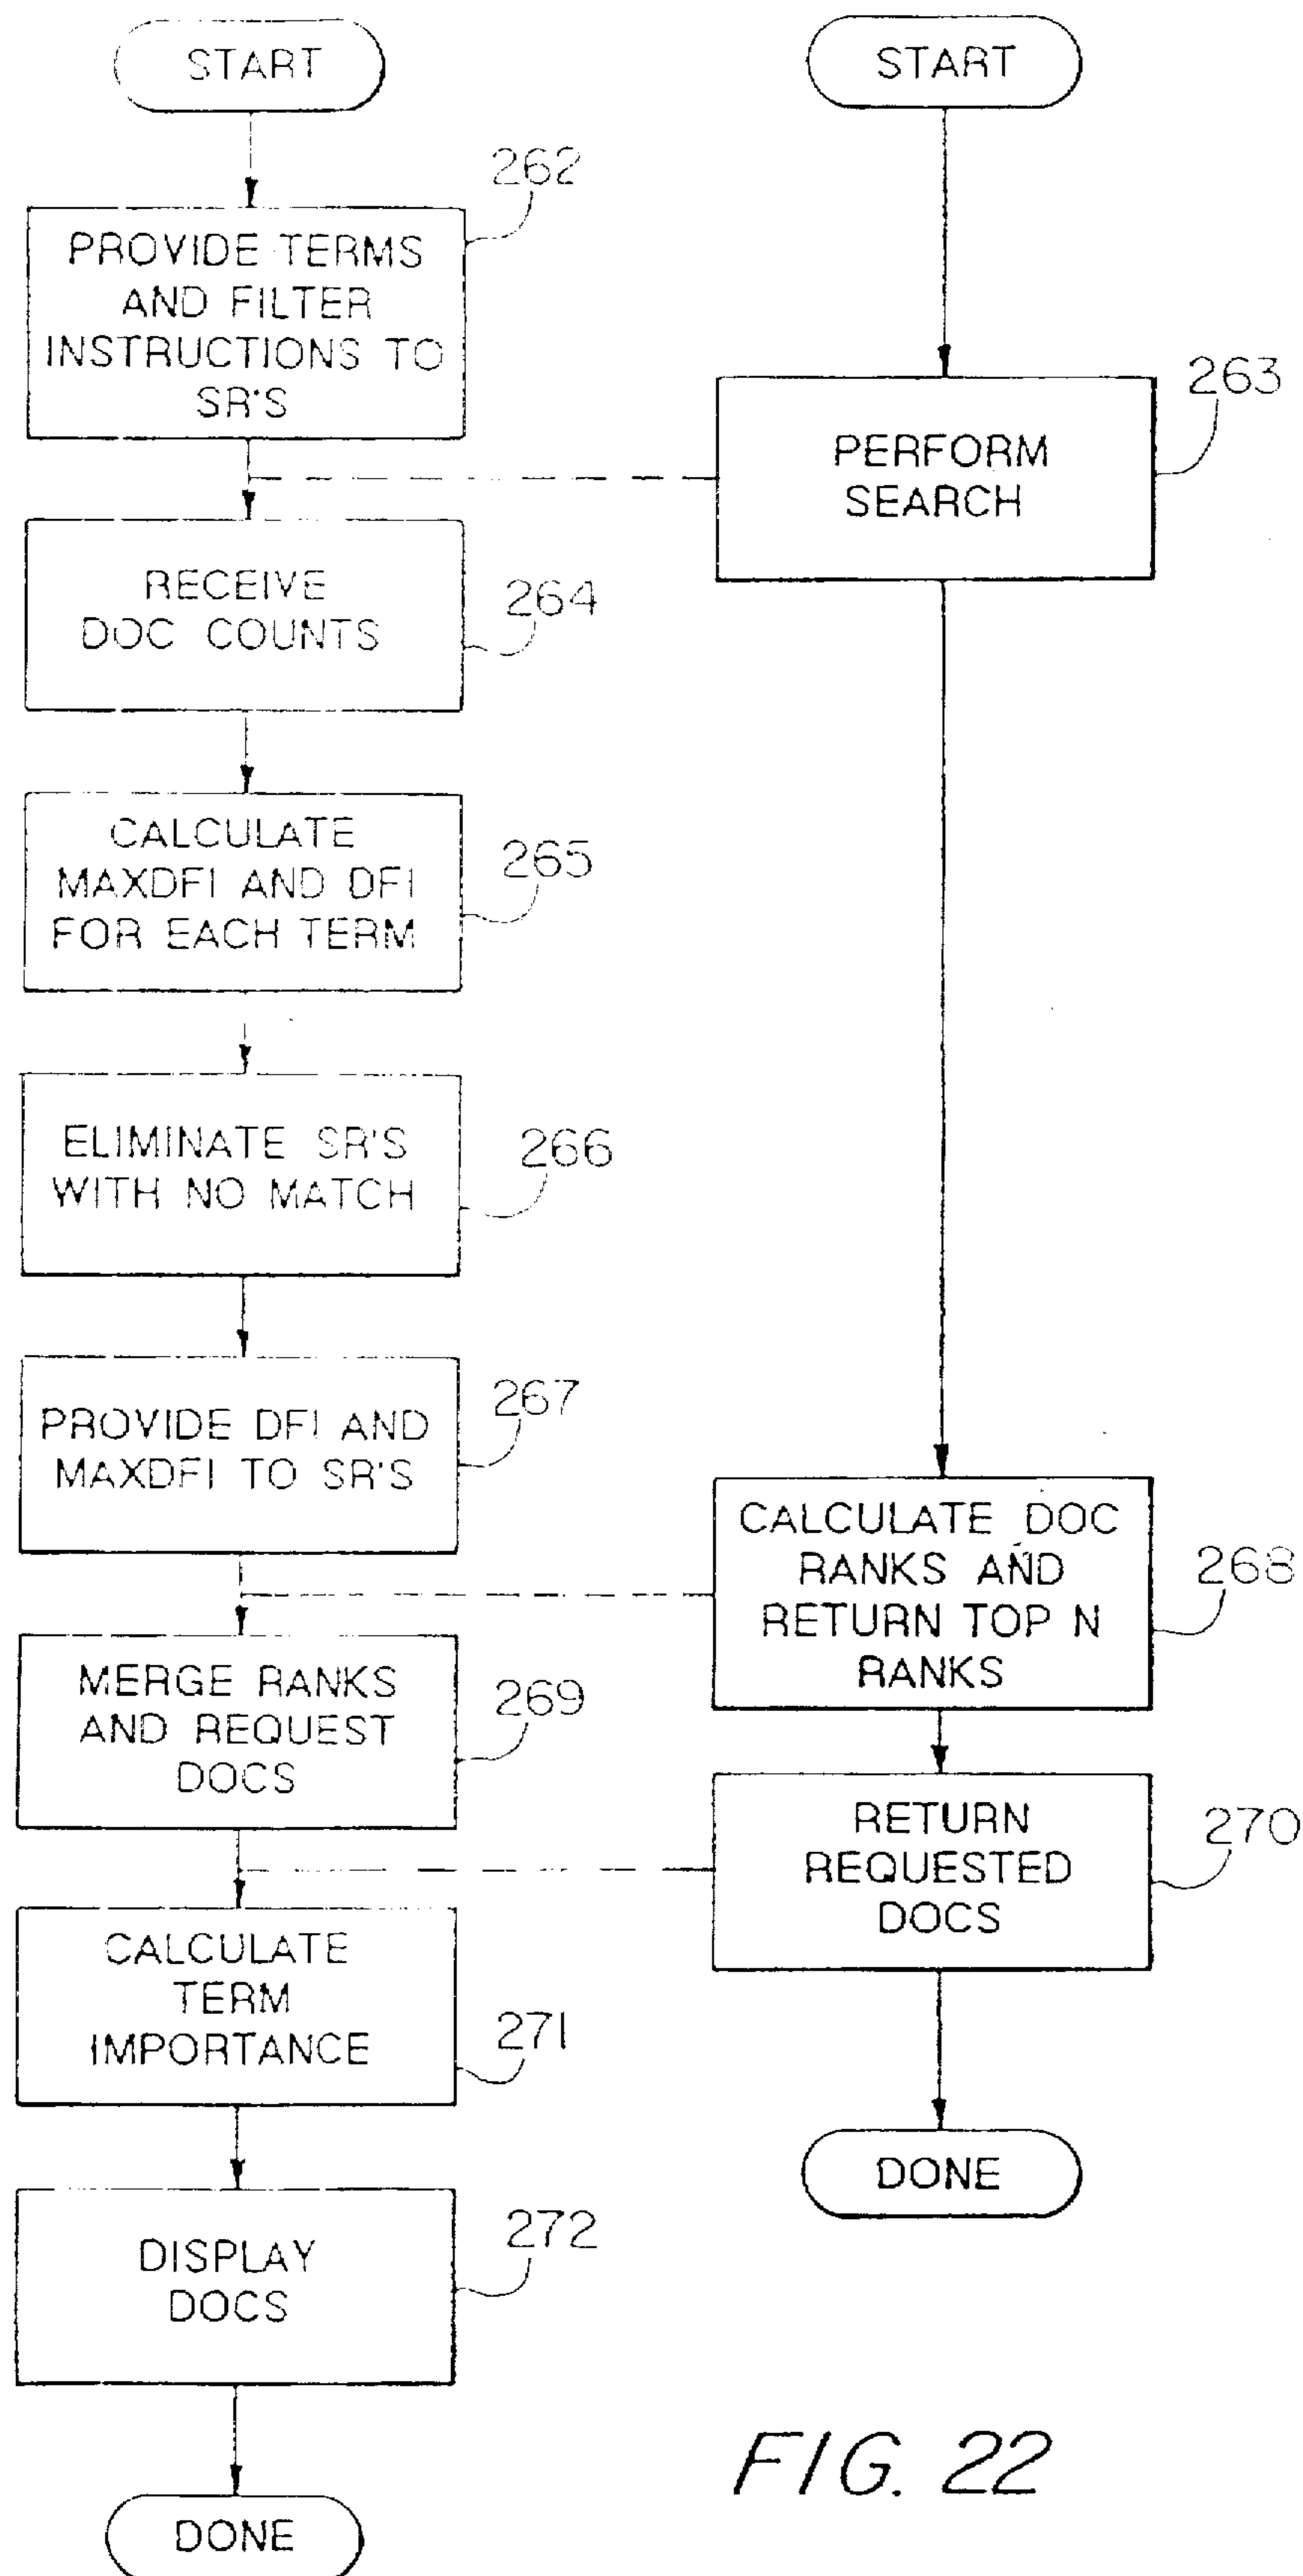 START
262
PROVIDE TERMS
AND FILTER
INSTRUCTIONS TO
SR'S
RECEIVE
DOC COUNTS
264
CALCULATE
MAXDFI AND DFI
FOR EACH TERM
265
ELIMINATE SR'S
WITH NO MATCH
266
PROVIDE DFI AND
MAXDFI TO SR'S
267
MERGE RANKS
AND REQUEST
DOCS
269
CALCULATE
TERM
IMPORTANCE
271
DISPLAY
DOCS
272
DONE
START
263
PERFORM
SEARCH
CALCULATE DOC
RANKS AND
RETURN TOP N
RANKS
268
RETURN
REQUESTED
DOCS
270
DONE
FIG. 22